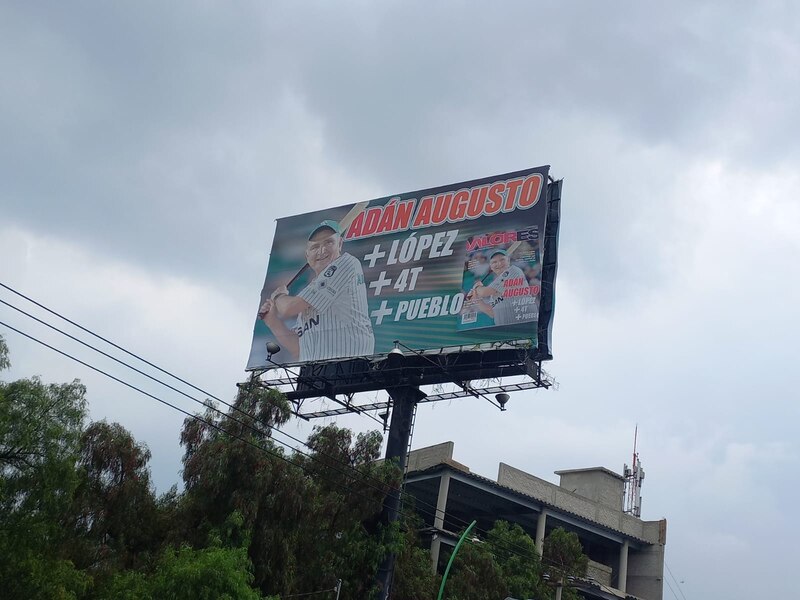 ADÁN AUGUSTO
+ LÓPEZ
+ 4T
+ PUEBLO
VALORES
ADÁN
AUGUSTO
+ LÓPEZ
+ 4T
+ PUEBLO